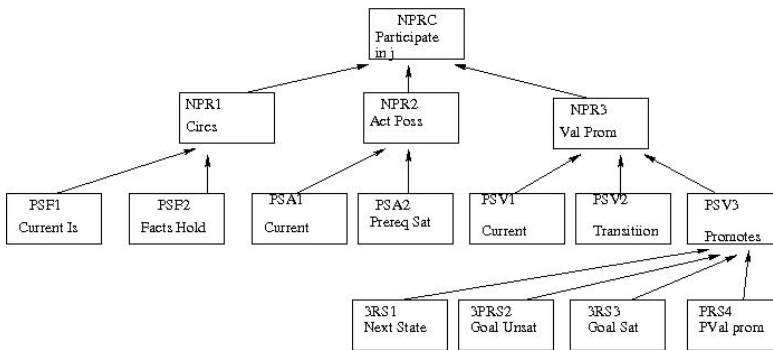 NPRC
Participate
in j
NPR1
Circs
NPR2
Act Poss
NPR3
Val Prom
PSF1
Current Is
PSF2
Facts Hold
PSA1
Current
PSA2
Prereq Sat
PSV1
Current
PSV2
Transitiion
PSV3
Promotes
3RS1
Next State
3PRS2
Goal Unsat
3RS3
Goal Sat
PRS4
PVal prom